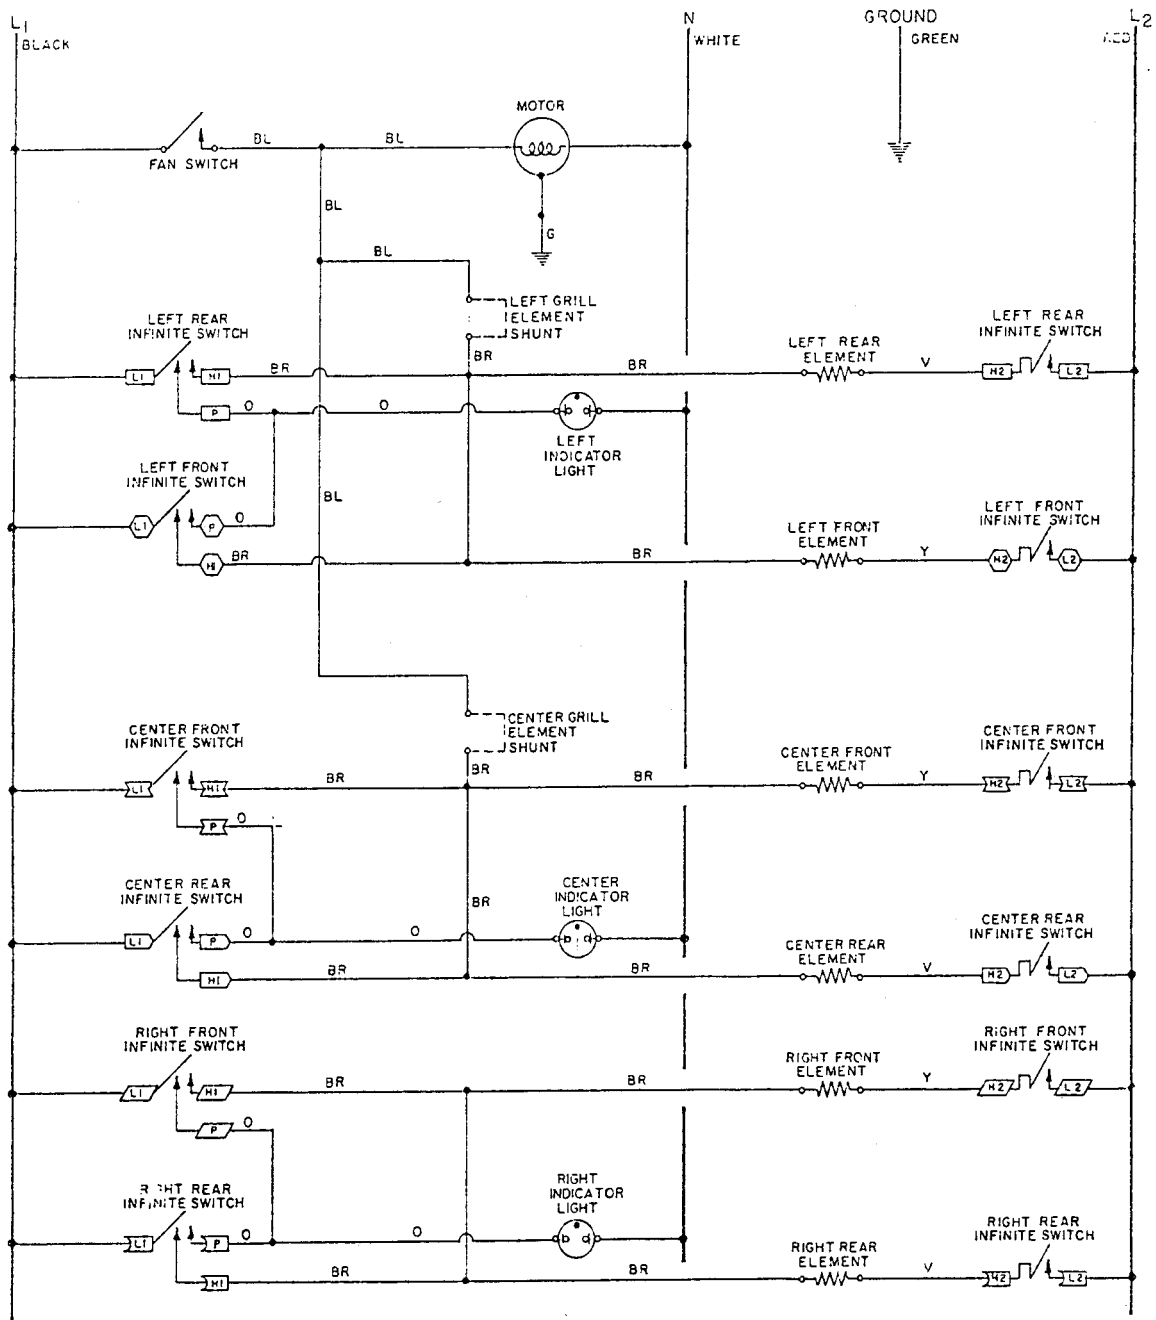 L1 N GROUND L2
BLACK WHITE GREEN
MOTOR
BL BL
FAN SWITCH
BL
G
BL
LEFT GRILL
ELEMENT
SHUNT
LEFT REAR
INFINITE SWITCH
LEFT REAR
ELEMENT
LEFT REAR
INFINITE SWITCH
BR
L1 H1 BR BR V H2 L2
P O O
LEFT
INDICATOR
LIGHT
LEFT FRONT
INFINITE SWITCH
BL
LEFT FRONT
ELEMENT
LEFT FRONT
INFINITE SWITCH
L1 P O
H1 BR BR Y H2 L2
CENTER GRILL
ELEMENT
SHUNT
CENTER FRONT
INFINITE SWITCH
CENTER FRONT
ELEMENT
CENTER FRONT
INFINITE SWITCH
BR
L1 H1 BR BR Y H2 L2
P O
CENTER REAR
INFINITE SWITCH
BR
CENTER
INDICATOR
LIGHT
CENTER REAR
ELEMENT
CENTER REAR
INFINITE SWITCH
L1 P O O
H1 BR BR V H2 L2
RIGHT FRONT
INFINITE SWITCH
RIGHT FRONT
ELEMENT
RIGHT FRONT
INFINITE SWITCH
L1 H1 BR BR Y H2 L2
P O
RIGHT REAR
INFINITE SWITCH
RIGHT
INDICATOR
LIGHT
RIGHT REAR
ELEMENT
RIGHT REAR
INFINITE SWITCH
L1 P O O
H1 BR BR V H2 L2